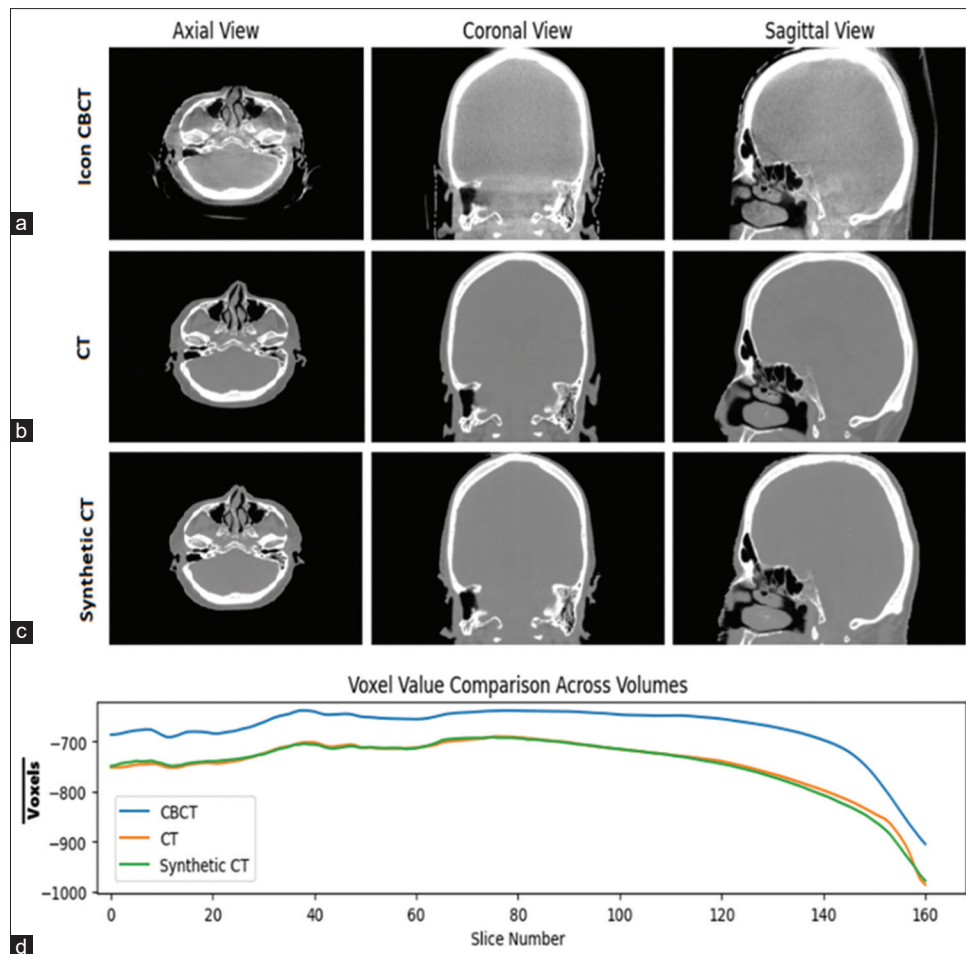 Axial View
Coronal View
Sagittal View
Icon CBCT
a
CT
b
Synthetic CT
c
Voxel Value Comparison Across Volumes
Voxels
−700
−800
−900
−1000
CBCT
CT
Synthetic CT
0 20 40 60 80 100 120 140 160
Slice Number
d